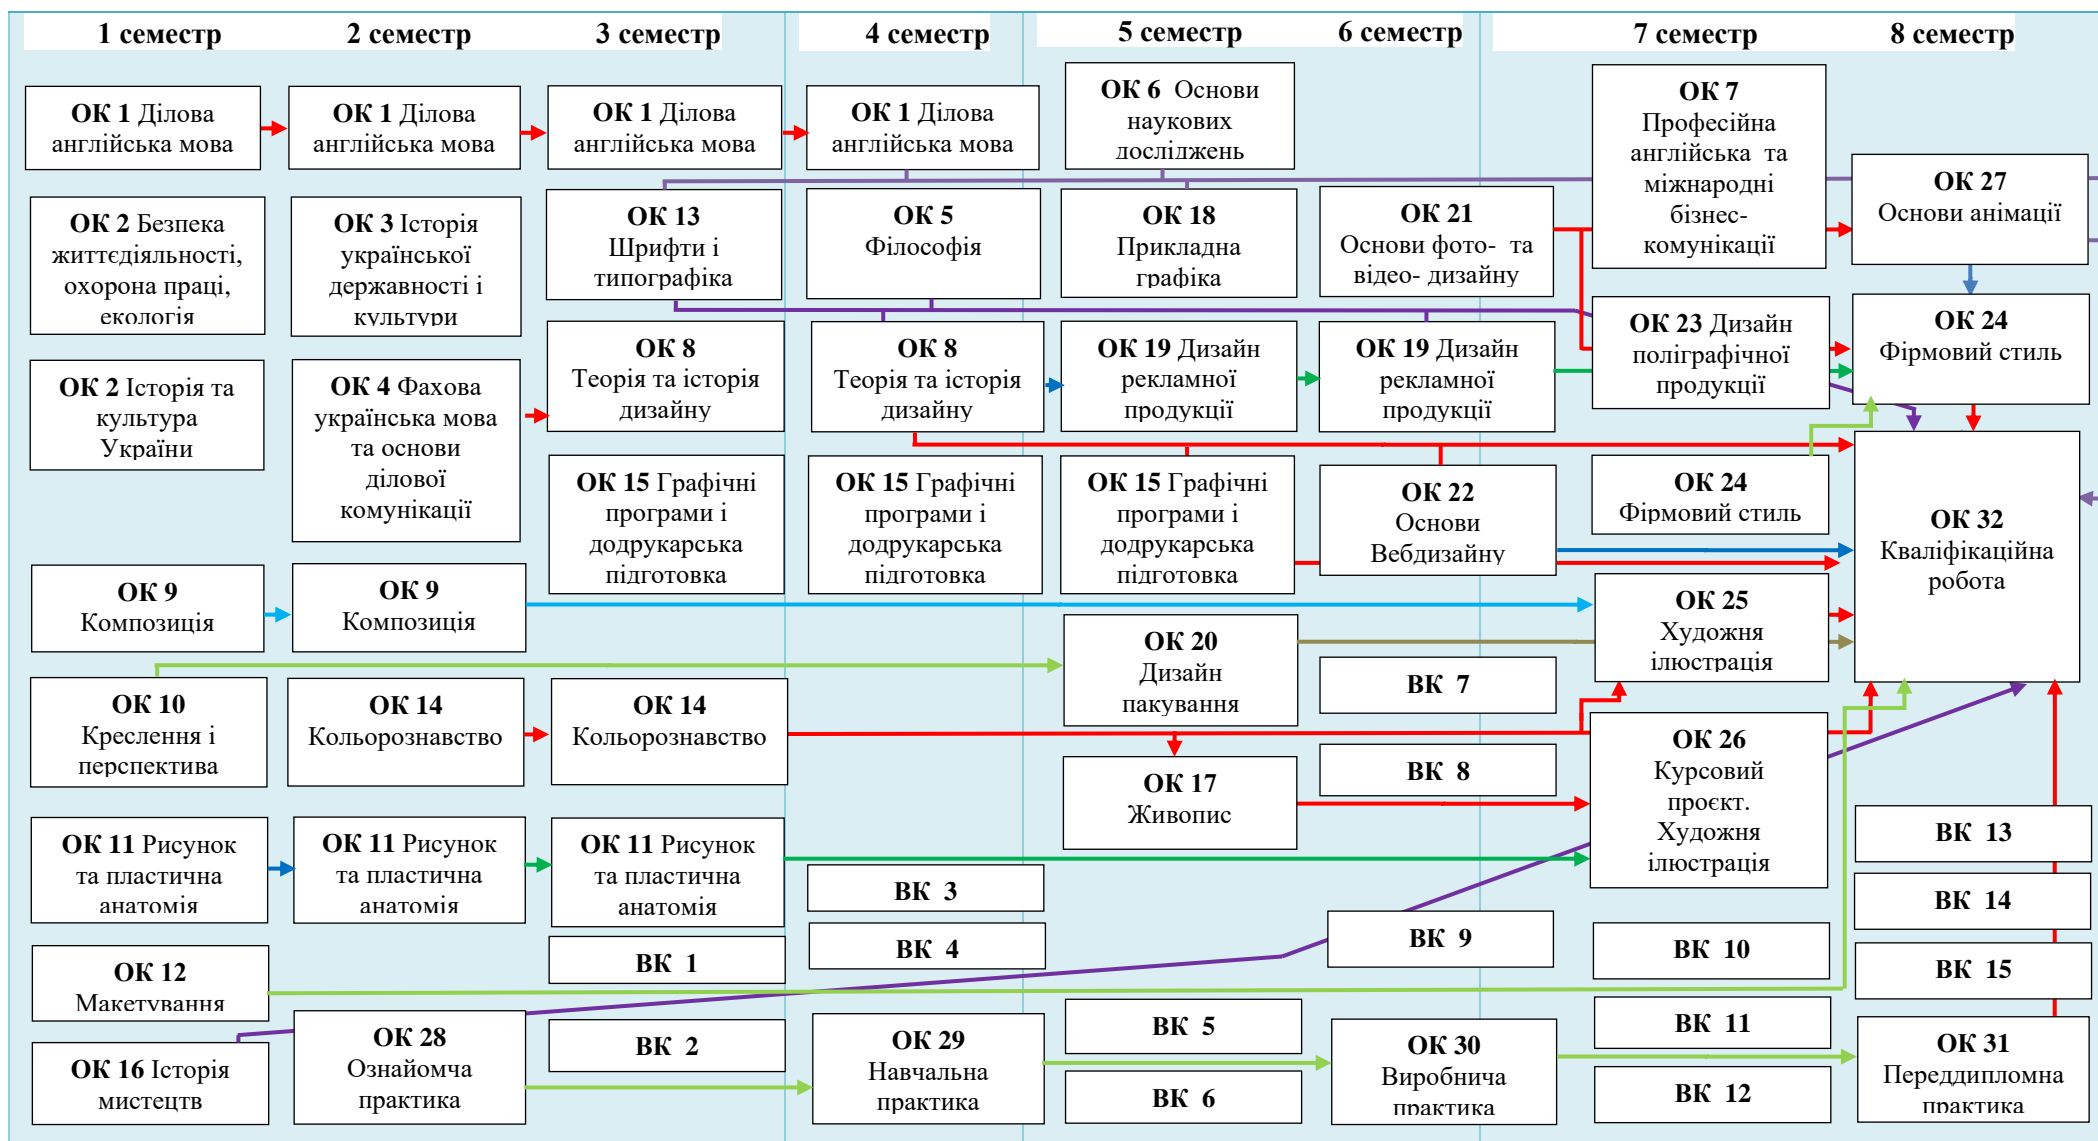 1 семестр
2 семестр
3 семестр
4 семестр
5 семестр
6 семестр
7 семестр
8 семестр
ОК 1 Ділова
англійська мова
ОК 2 Безпека
життєдіяльності,
охорона праці,
екологія
ОК 2 Історія та
культура
України
ОК 9
Композиція
ОК 10
Креслення і
перспектива
ОК 11 Рисунок
та пластична
анатомія
ОК 12
Макетування
ОК 16 Історія
мистецтв
ОК 1 Ділова
англійська мова
ОК 3 Історія
української
державності і
культури
ОК 4 Фахова
українська мова
та основи
ділової
комунікації
ОК 9
Композиція
ОК 14
Кольорознавство
ОК 11 Рисунок
та пластична
анатомія
ОК 28
Ознайомча
практика
ОК 1 Ділова
англійська мова
ОК 13
Шрифти і
типографіка
ОК 8
Теорія та історія
дизайну
ОК 15 Графічні
програми і
додрукарська
підготовка
ОК 14
Кольорознавство
ОК 11 Рисунок
та пластична
анатомія
ВК 1
ВК 2
ОК 1 Ділова
англійська мова
ОК 5
Філософія
ОК 8
Теорія та історія
дизайну
ОК 15 Графічні
програми і
додрукарська
підготовка
ВК 3
ВК 4
ОК 29
Навчальна
практика
ОК 6 Основи
наукових
досліджень
ОК 18
Прикладна
графіка
ОК 19 Дизайн
рекламної
продукції
ОК 15 Графічні
програми і
додрукарська
підготовка
ОК 20
Дизайн
пакування
ОК 17
Живопис
ВК 5
ВК 6
ОК 21
Основи фото- та
відео- дизайну
ОК 19 Дизайн
рекламної
продукції
ОК 22
Основи
Вебдизайну
ВК 7
ВК 8
ВК 9
ОК 30
Виробнича
практика
ОК 7
Професійна
англійська та
міжнародні
бізнес-
комунікації
ОК 23 Дизайн
поліграфічної
продукції
ОК 24
Фірмовий стиль
ОК 25
Художня
ілюстрація
ОК 26
Курсовий
проєкт.
Художня
ілюстрація
ВК 10
ВК 11
ВК 12
ОК 27
Основи анімації
ОК 24
Фірмовий стиль
ОК 32
Кваліфікаційна
робота
ВК 13
ВК 14
ВК 15
ОК 31
Переддипломна
практика